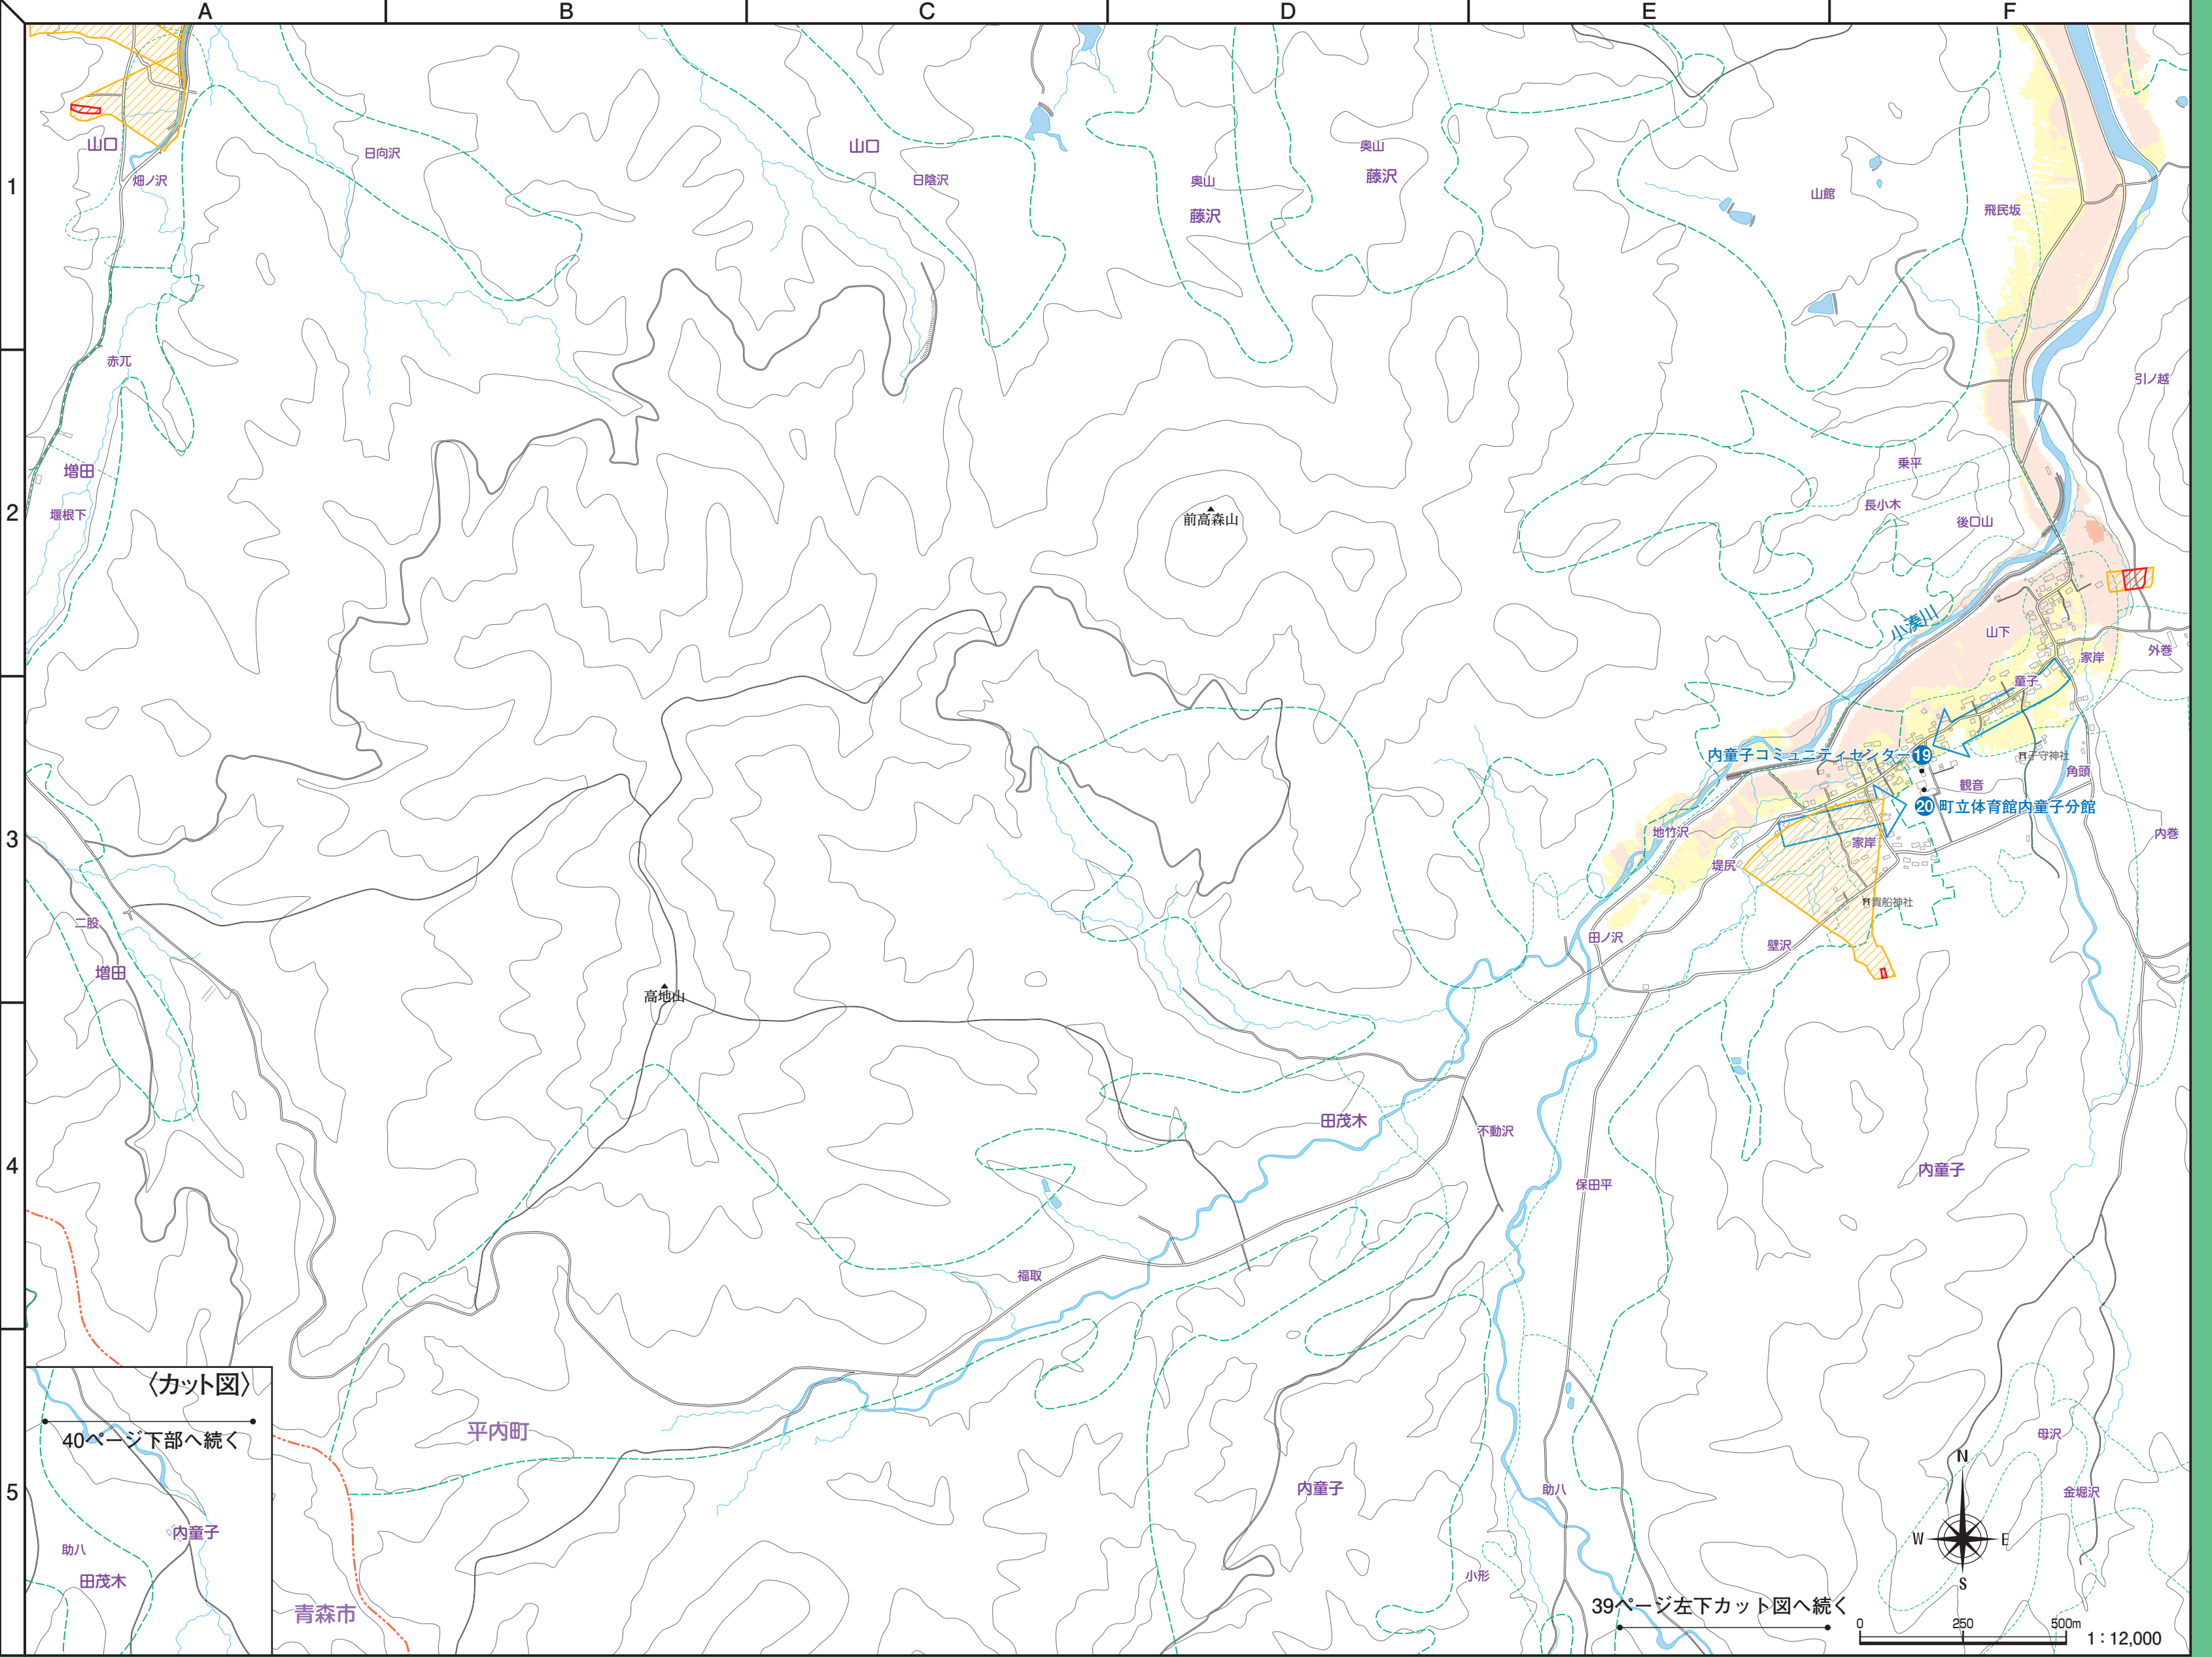 A B C D E F
1
山口
畑ノ沢
日向沢
山口
日陰沢
奥山
藤沢
奥山
藤沢
山館
飛民坂
赤兀
引ノ越
2
増田
堰根下
前高森山
乗平
長小木
後口山
小湊川
山下
家岸
外巻
童子
3
内童子コミュニティセンター 19
子守神社
角頭
観音
20 町立体育館内童子分館
地竹沢
家岸
内巻
堤尻
貴船神社
二股
田ノ沢
壁沢
増田
高地山
4
田茂木
不動沢
内童子
保田平
福取
〈カット図〉
40ページ下部へ続く
平内町
5
内童子
助八
母沢
金堀沢
内童子
助八
田茂木
青森市
小形
39ページ左下カット図へ続く
N
W E
S
0 250 500m
1：12,000